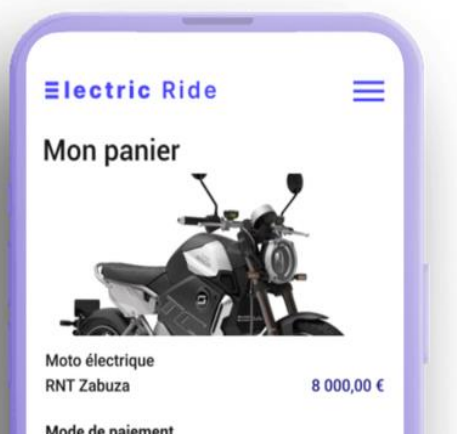 Electric Ride
Mon panier
Moto électrique
RNT Zabuza 8 000,00 €
Mode de paiement